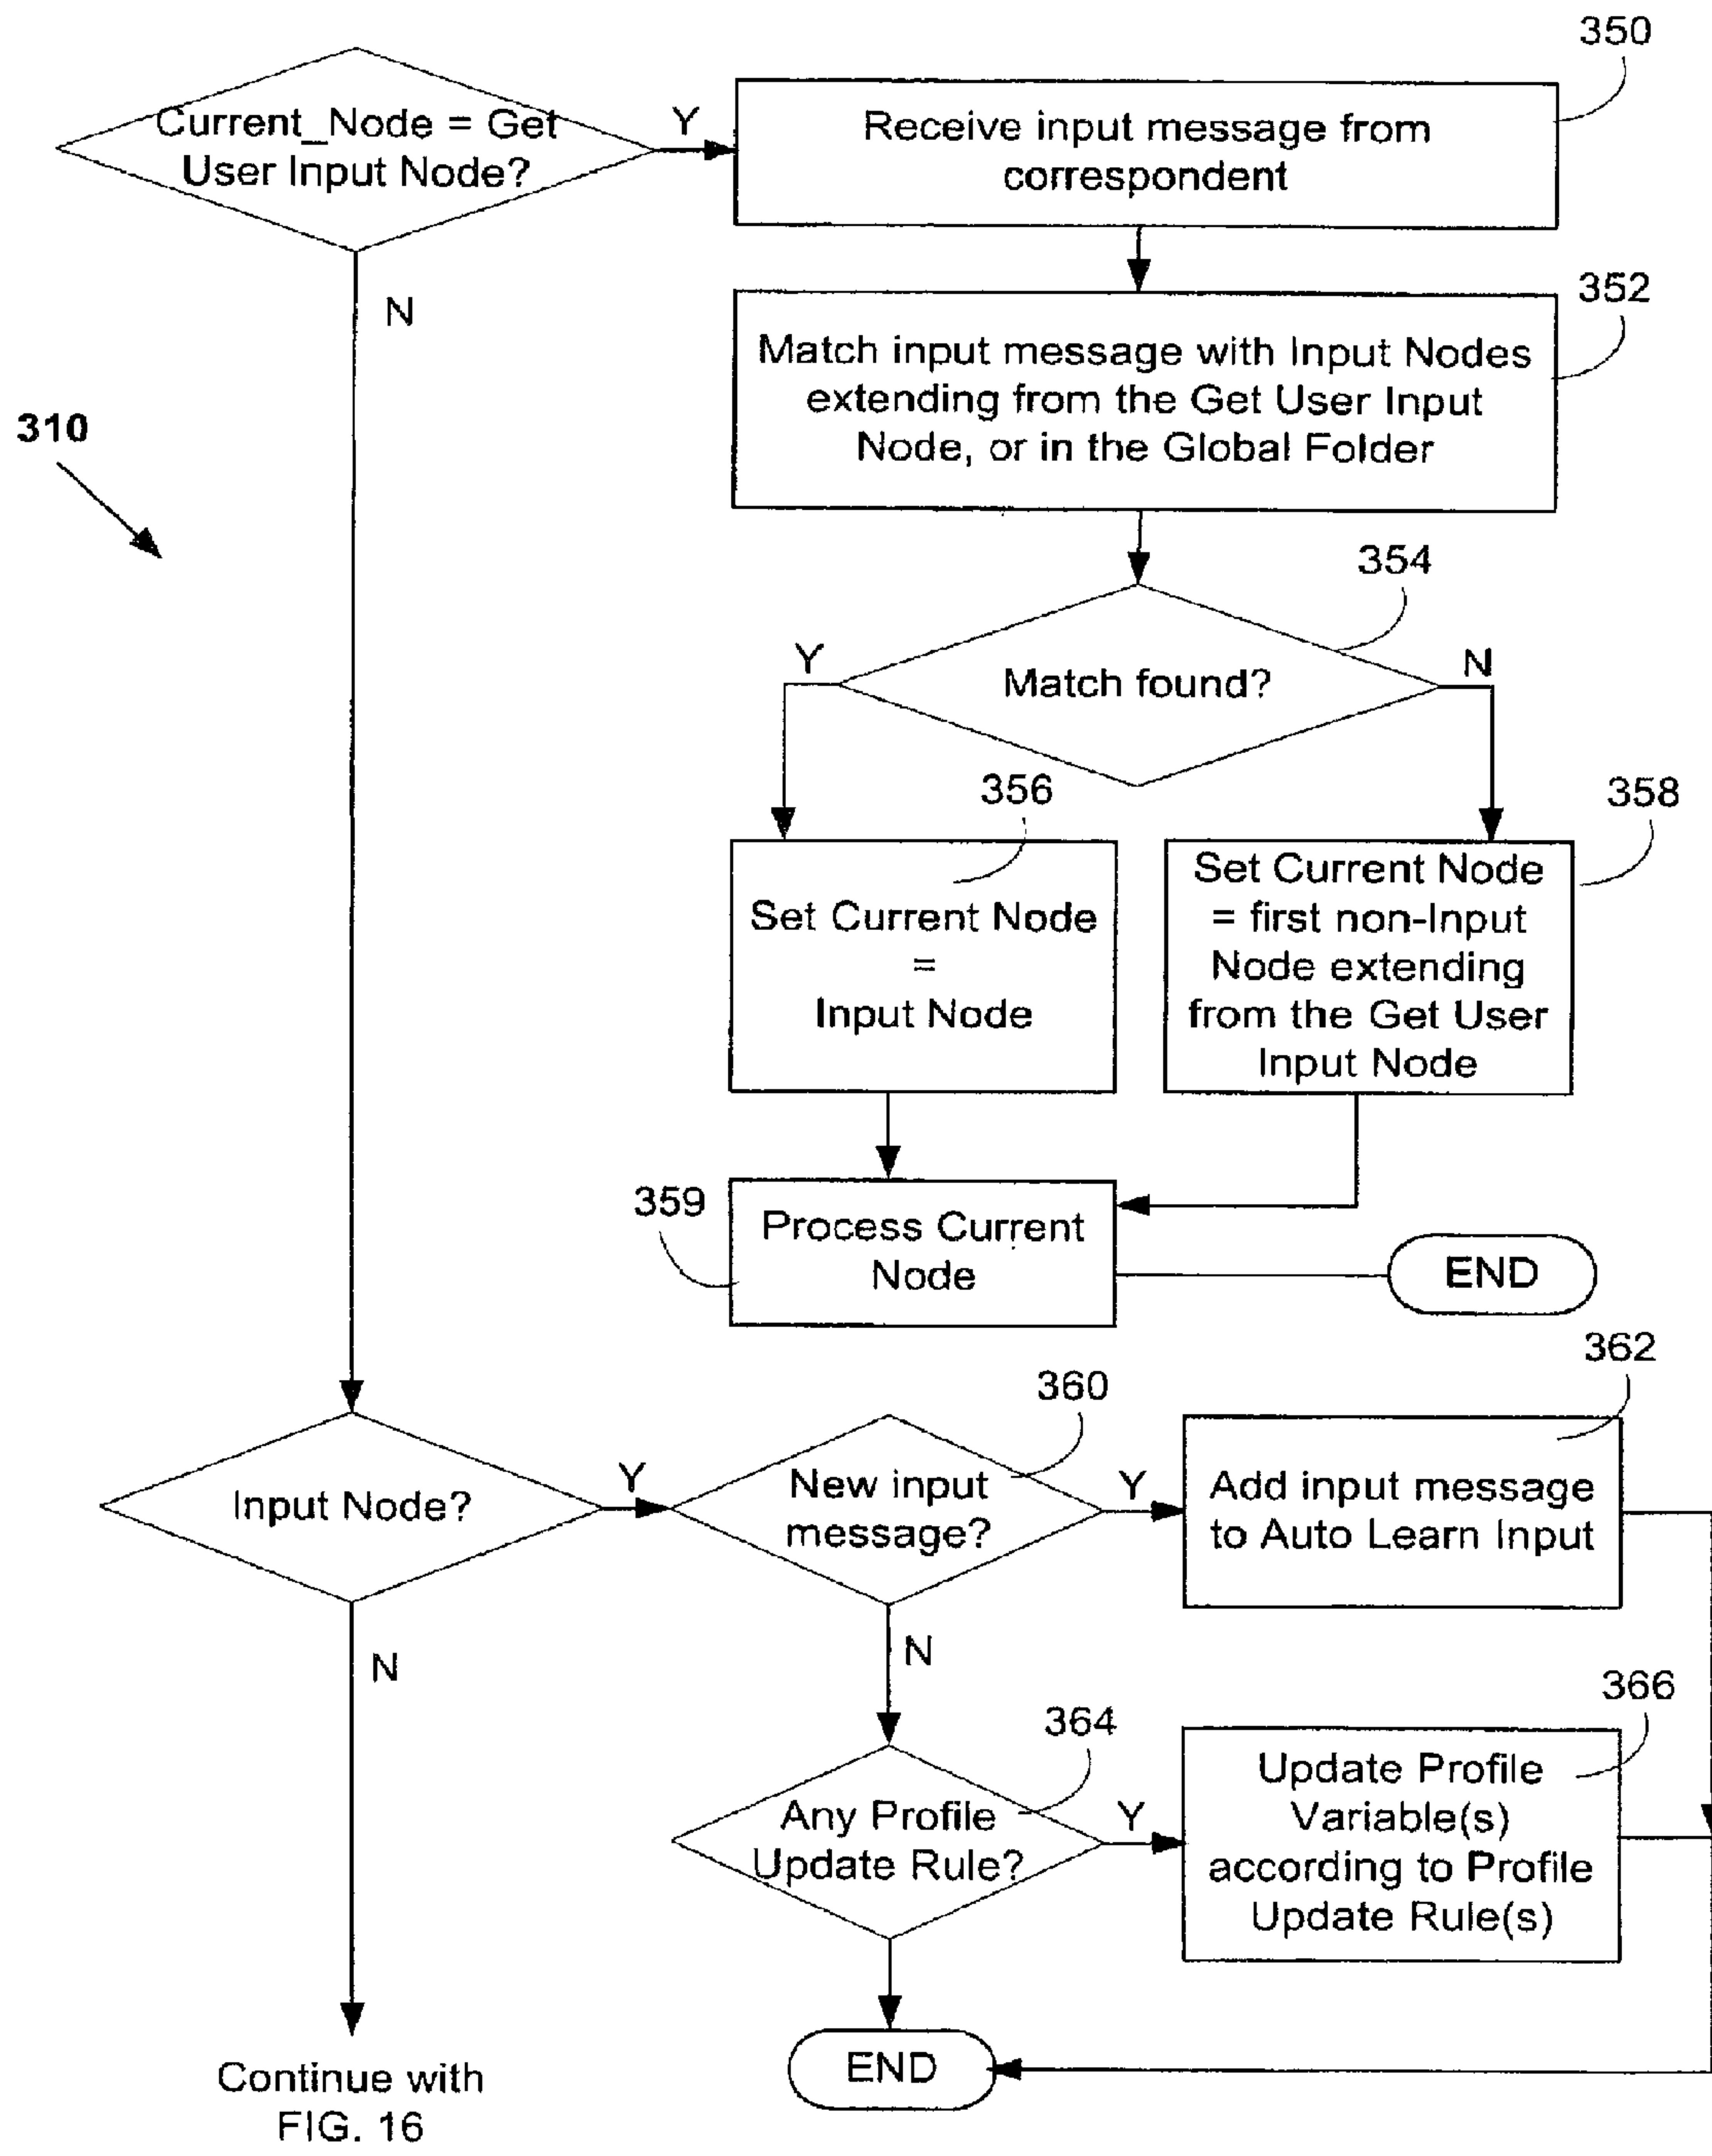 350
Current_Node = Get
User Input Node?
Y
Receive input message from
correspondent
N
352
Match input message with Input Nodes
extending from the Get User Input
Node, or in the Global Folder
310
354
Y
Match found?
N
356
358
Set Current Node
=
Input Node
Set Current Node
= first non-Input
Node extending
from the Get User
Input Node
359
Process Current
Node
END
360
362
Input Node?
Y
New input
message?
Y
Add input message
to Auto Learn Input
N
N
364
366
Any Profile
Update Rule?
Y
Update Profile
Variable(s)
according to Profile
Update Rule(s)
END
Continue with
FIG. 16